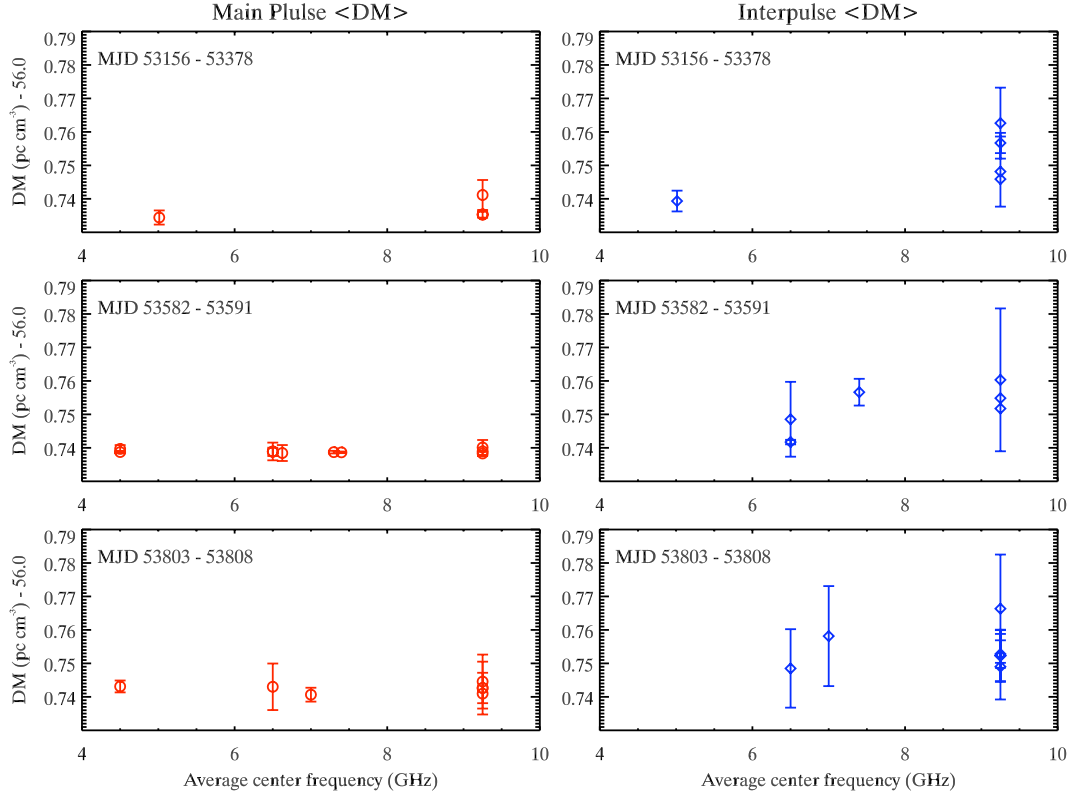 Main Plulse <DM>
Interpulse <DM>
DM (pc cm⁻³) - 56.0
0.79
0.78
0.77
0.76
0.75
0.74
MJD 53156 - 53378
4 6 8 10
0.79
0.78
0.77
0.76
0.75
0.74
MJD 53156 - 53378
4 6 8 10
DM (pc cm⁻³) - 56.0
0.79
0.78
0.77
0.76
0.75
0.74
MJD 53582 - 53591
4 6 8 10
0.79
0.78
0.77
0.76
0.75
0.74
MJD 53582 - 53591
4 6 8 10
DM (pc cm⁻³) - 56.0
0.79
0.78
0.77
0.76
0.75
0.74
MJD 53803 - 53808
4 6 8 10
Average center frequency (GHz)
0.79
0.78
0.77
0.76
0.75
0.74
MJD 53803 - 53808
4 6 8 10
Average center frequency (GHz)